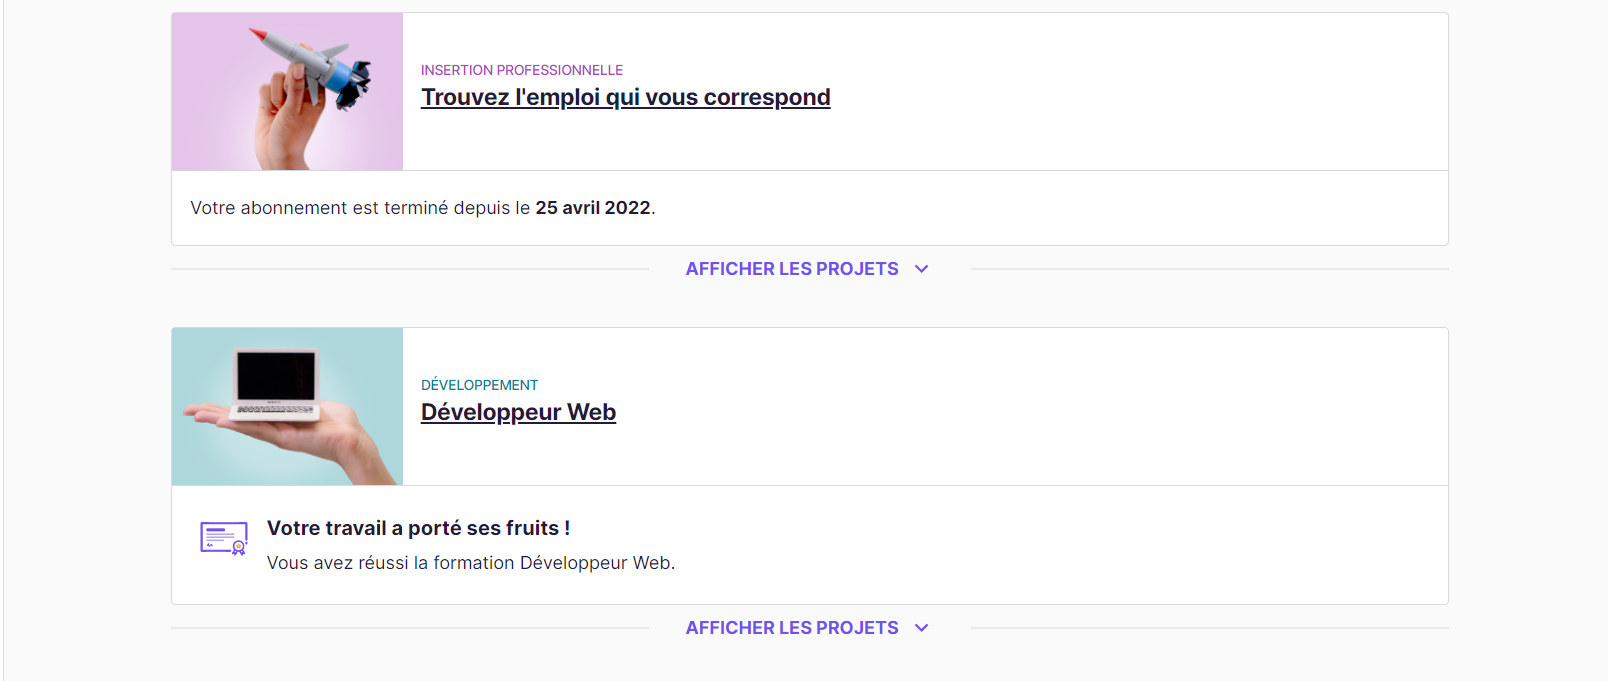 INSERTION PROFESSIONNELLE
Trouvez l'emploi qui vous correspond
Votre abonnement est terminé depuis le 25 avril 2022.
AFFICHER LES PROJETS
DÉVELOPPEMENT
Développeur Web
Votre travail a porté ses fruits !
Vous avez réussi la formation Développeur Web.
AFFICHER LES PROJETS